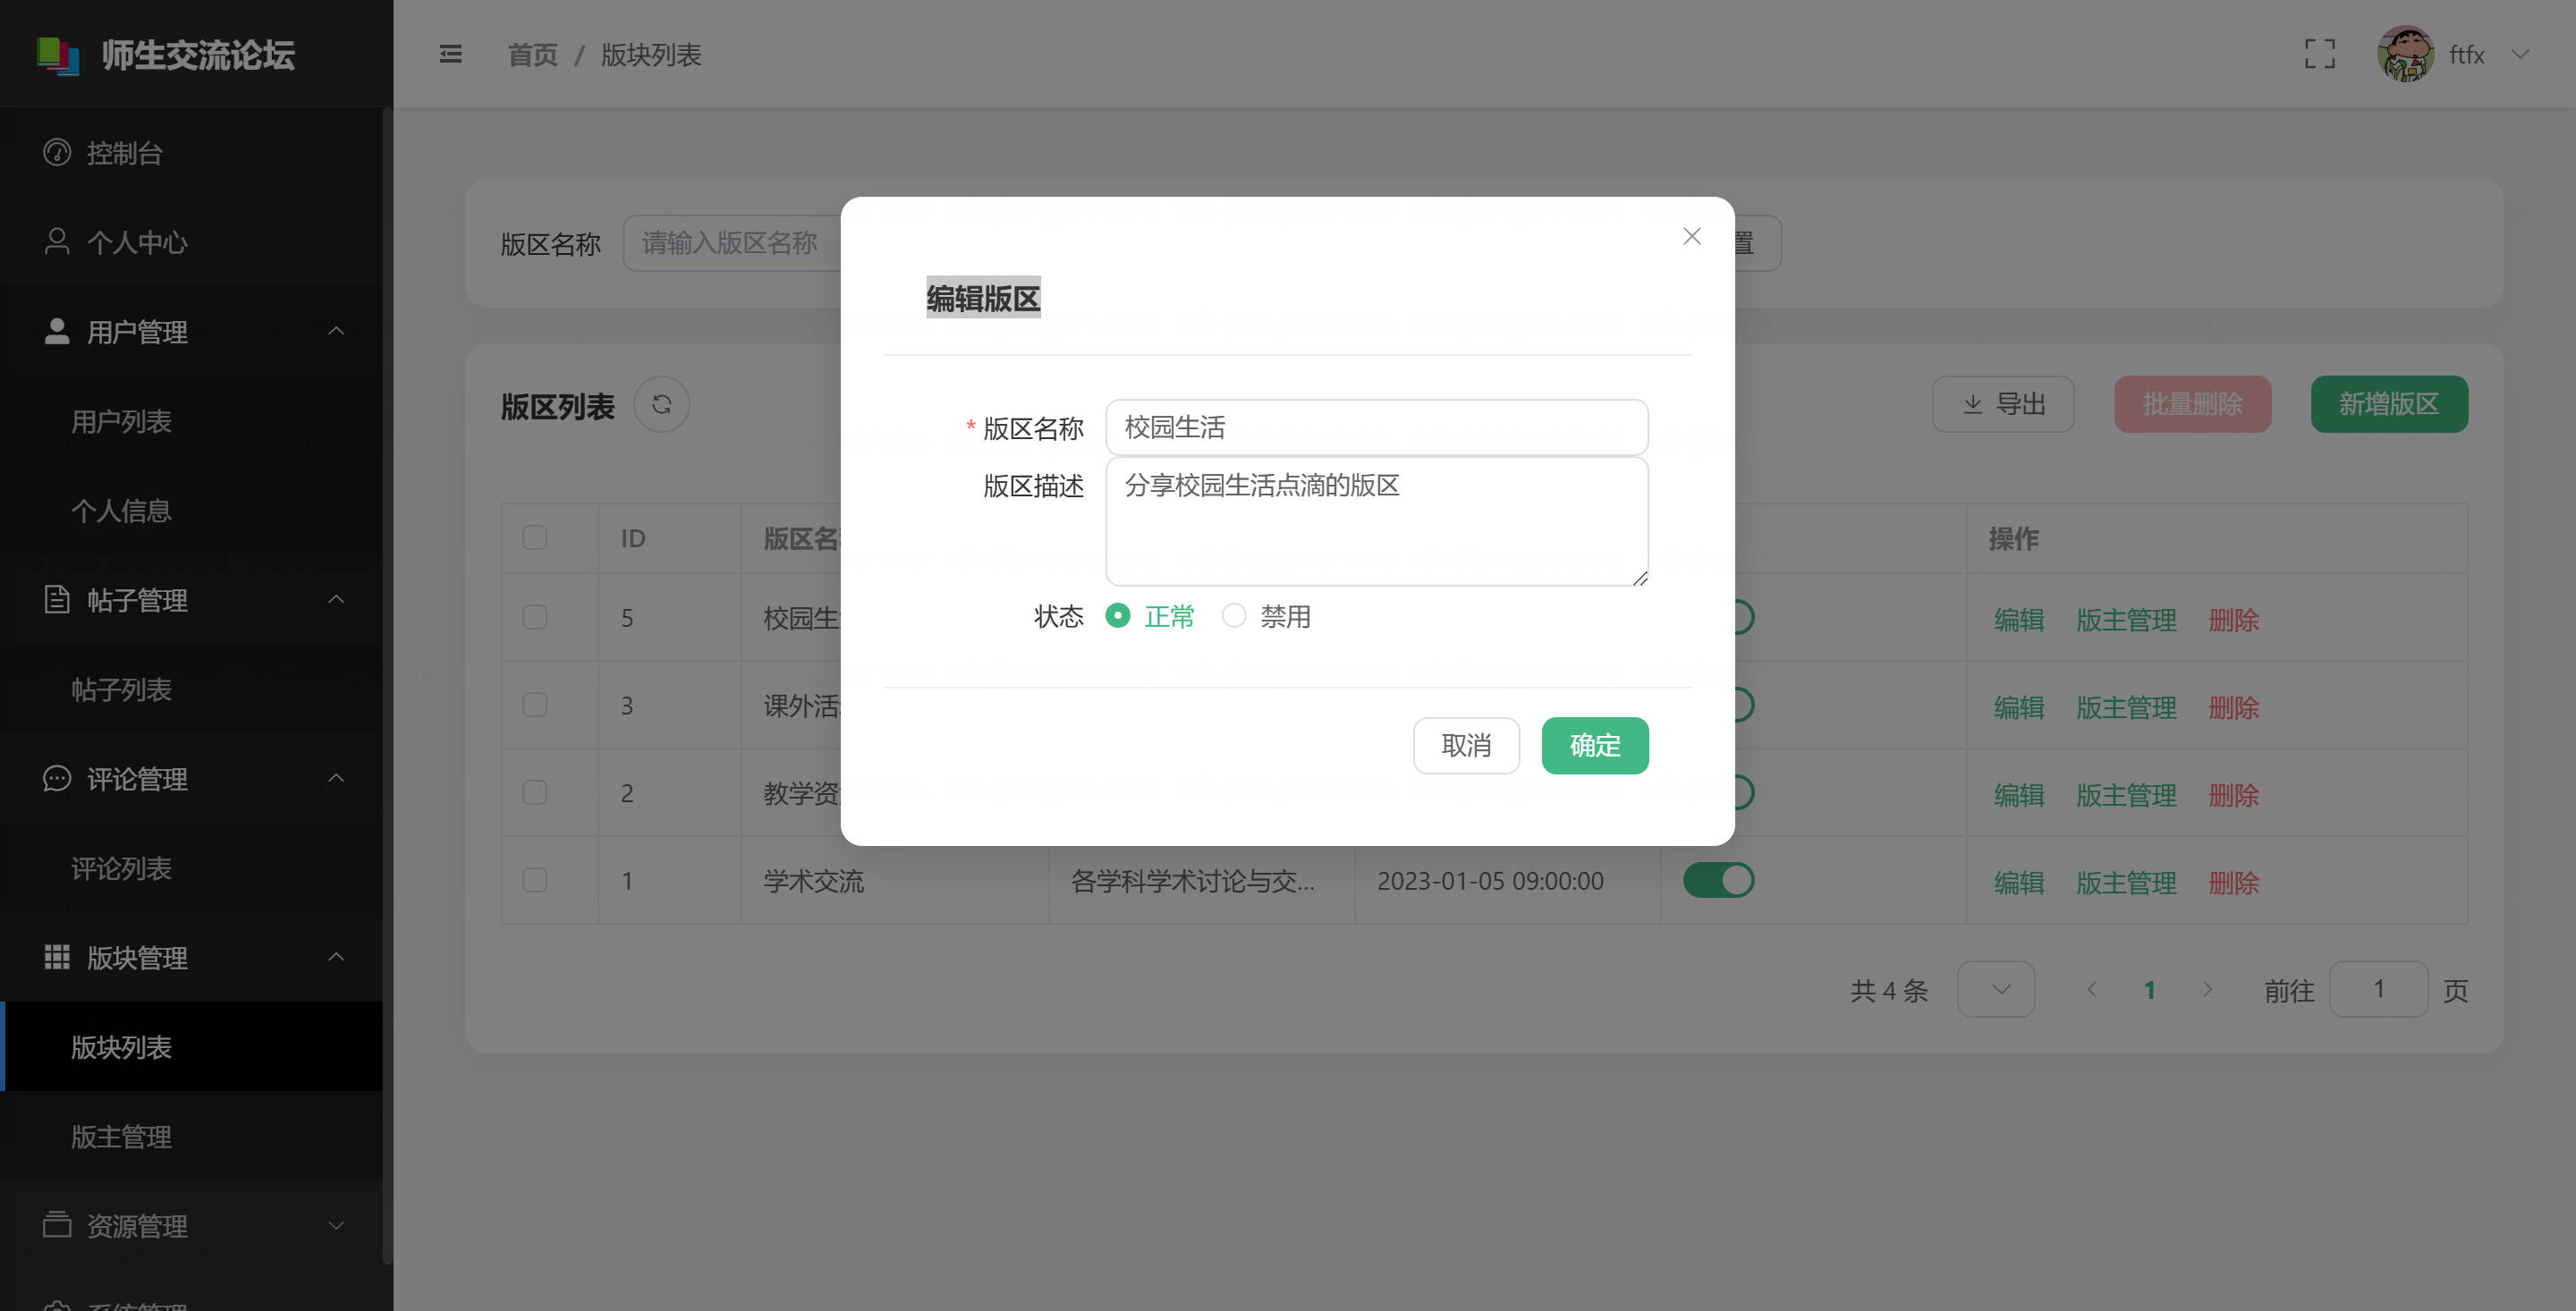 师生交流论坛
首页 / 版块列表
ftfx
控制台
个人中心
用户管理
用户列表
个人信息
帖子管理
帖子列表
评论管理
评论列表
版块管理
版块列表
版主管理
资源管理
系统管理
版区名称 请输入版区名称 置
版区列表 导出 批量删除 新增版区
ID 版区名 操作
5 校园生 编辑 版主管理 删除
3 课外活 编辑 版主管理 删除
2 教学资 编辑 版主管理 删除
1 学术交流 各学科学术讨论与交... 2023-01-05 09:00:00 编辑 版主管理 删除
共 4 条 1 前往 1 页
编辑版区
* 版区名称 校园生活
版区描述 分享校园生活点滴的版区
状态 正常 禁用
取消 确定